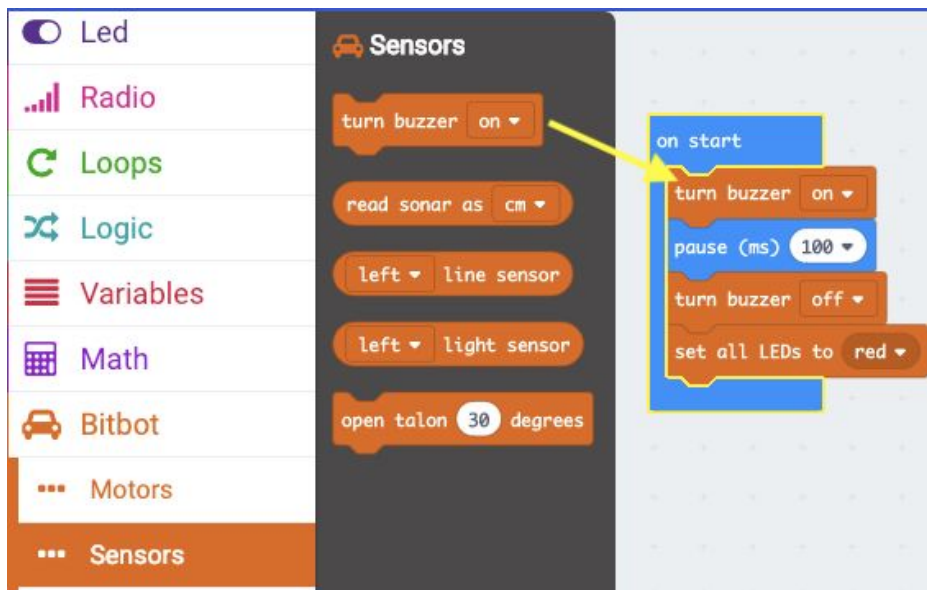 Led
Radio
Loops
Logic
Variables
Math
Bitbot
Motors
Sensors
Sensors
turn buzzer on
read sonar as cm
left line sensor
left light sensor
open talon 30 degrees
on start
turn buzzer on
pause (ms) 100
turn buzzer off
set all LEDs to red